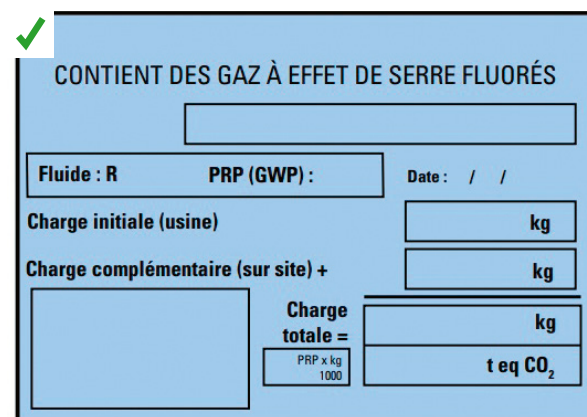 CONTIENT DES GAZ À EFFET DE SERRE FLUORÉS
Fluide : R PRP (GWP) : Date : / /
Charge initiale (usine) kg
Charge complémentaire (sur site) + kg
Charge totale = kg
PRP x kg
1000
t eq CO₂